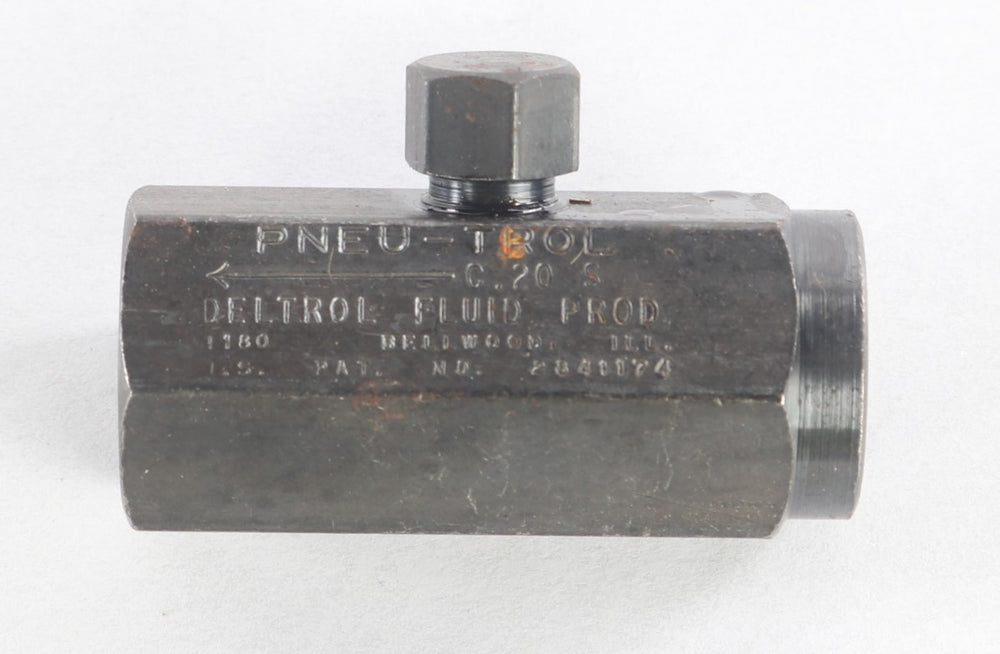 PNEU-TROL
← C.20 S
DELTROL FLUID PROD.
1180 BELLWOOD, ILL.
U.S. PAT. NO. 2841174